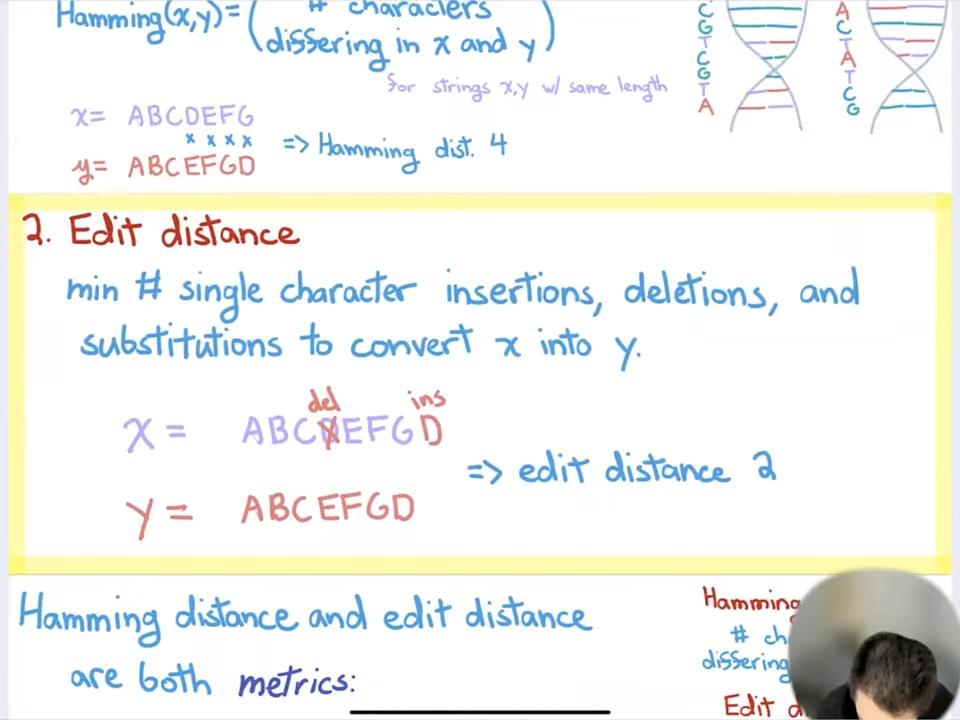 Hamming(x,y) = (# characters
differing in x and y)
for strings x,y w/ same length
x= ABCDEFG
x x x x
=> Hamming dist. 4
y= ABCEFGD
C
G
T
C
G
T
A
A
C
T
A
T
C
G
2. Edit distance
min # single character insertions, deletions, and
substitutions to convert x into y.
del ins
x = ABCDEFGD
=> edit distance 2
y = ABCEFGD
Hamming distance and edit distance
are both metrics:
Hamming
#
differing
Edit